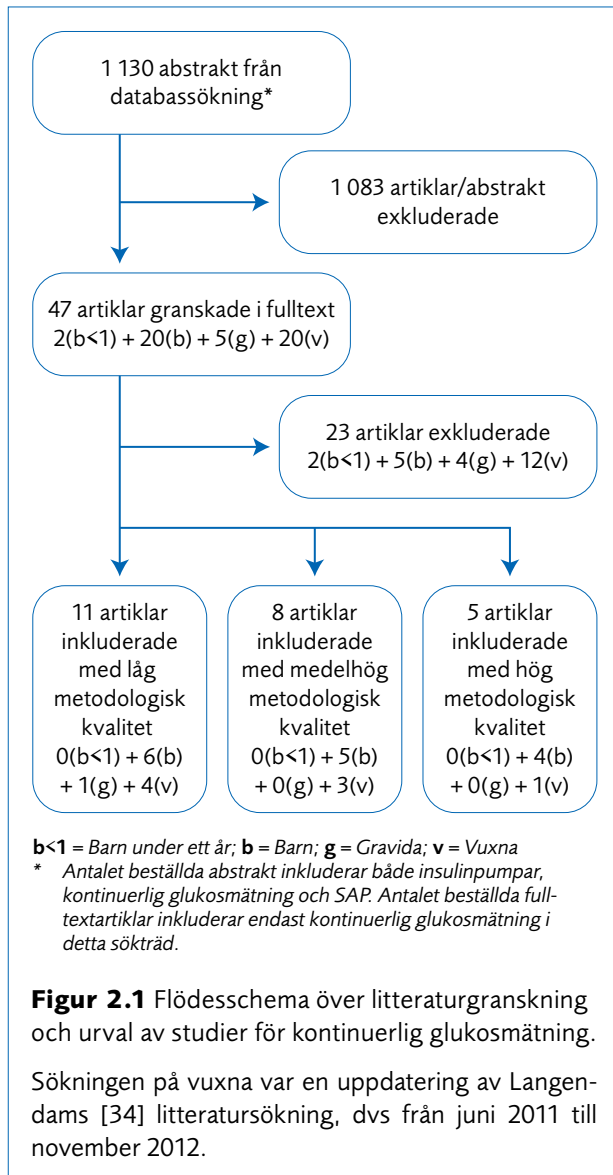 1 130 abstrakt från
databassökning*
1 083 artiklar/abstrakt
exkluderade
47 artiklar granskade i fulltext
2(b<1) + 20(b) + 5(g) + 20(v)
23 artiklar exkluderade
2(b<1) + 5(b) + 4(g) + 12(v)
11 artiklar
inkluderade
med låg
metodologisk
kvalitet
0(b<1) + 6(b)
+ 1(g) + 4(v)
8 artiklar
inkluderade
med medelhög
metodologisk
kvalitet
0(b<1) + 5(b)
+ 0(g) + 3(v)
5 artiklar
inkluderade
med hög
metodologisk
kvalitet
0(b<1) + 4(b)
+ 0(g) + 1(v)
b<1 = Barn under ett år; b = Barn; g = Gravida; v = Vuxna
* Antalet beställda abstrakt inkluderar både insulinpumpar,
kontinuerlig glukosmätning och SAP. Antalet beställda full-
textartiklar inkluderar endast kontinuerlig glukosmätning i
detta sökträd.
Figur 2.1 Flödesschema över litteraturgranskning
och urval av studier för kontinuerlig glukosmätning.
Sökningen på vuxna var en uppdatering av Langen-
dams [34] litteratursökning, dvs från juni 2011 till
november 2012.